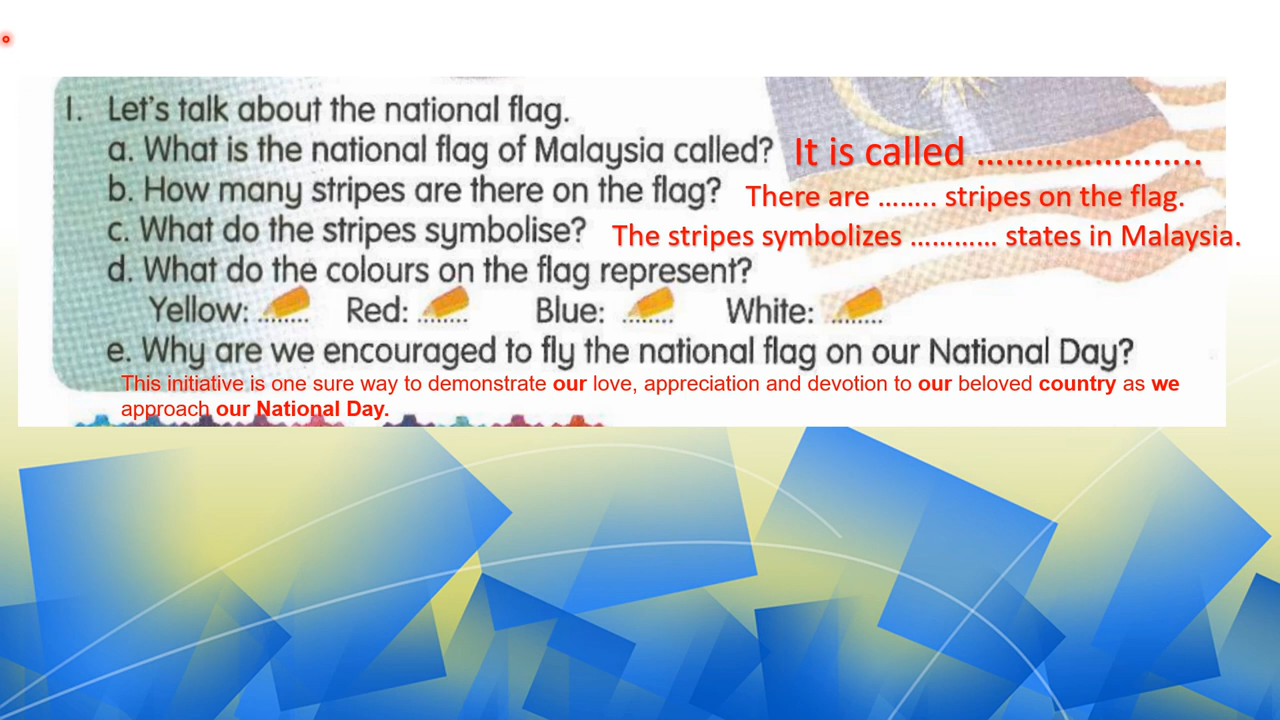 1. Let's talk about the national flag.
a. What is the national flag of Malaysia called? It is called …………………..
b. How many stripes are there on the flag? There are …….. stripes on the flag.
c. What do the stripes symbolise? The stripes symbolizes ………… states in Malaysia.
d. What do the colours on the flag represent?
Yellow: ........ Red: ........ Blue: ........ White: ........
e. Why are we encouraged to fly the national flag on our National Day?
This initiative is one sure way to demonstrate our love, appreciation and devotion to our beloved country as we
approach our National Day.